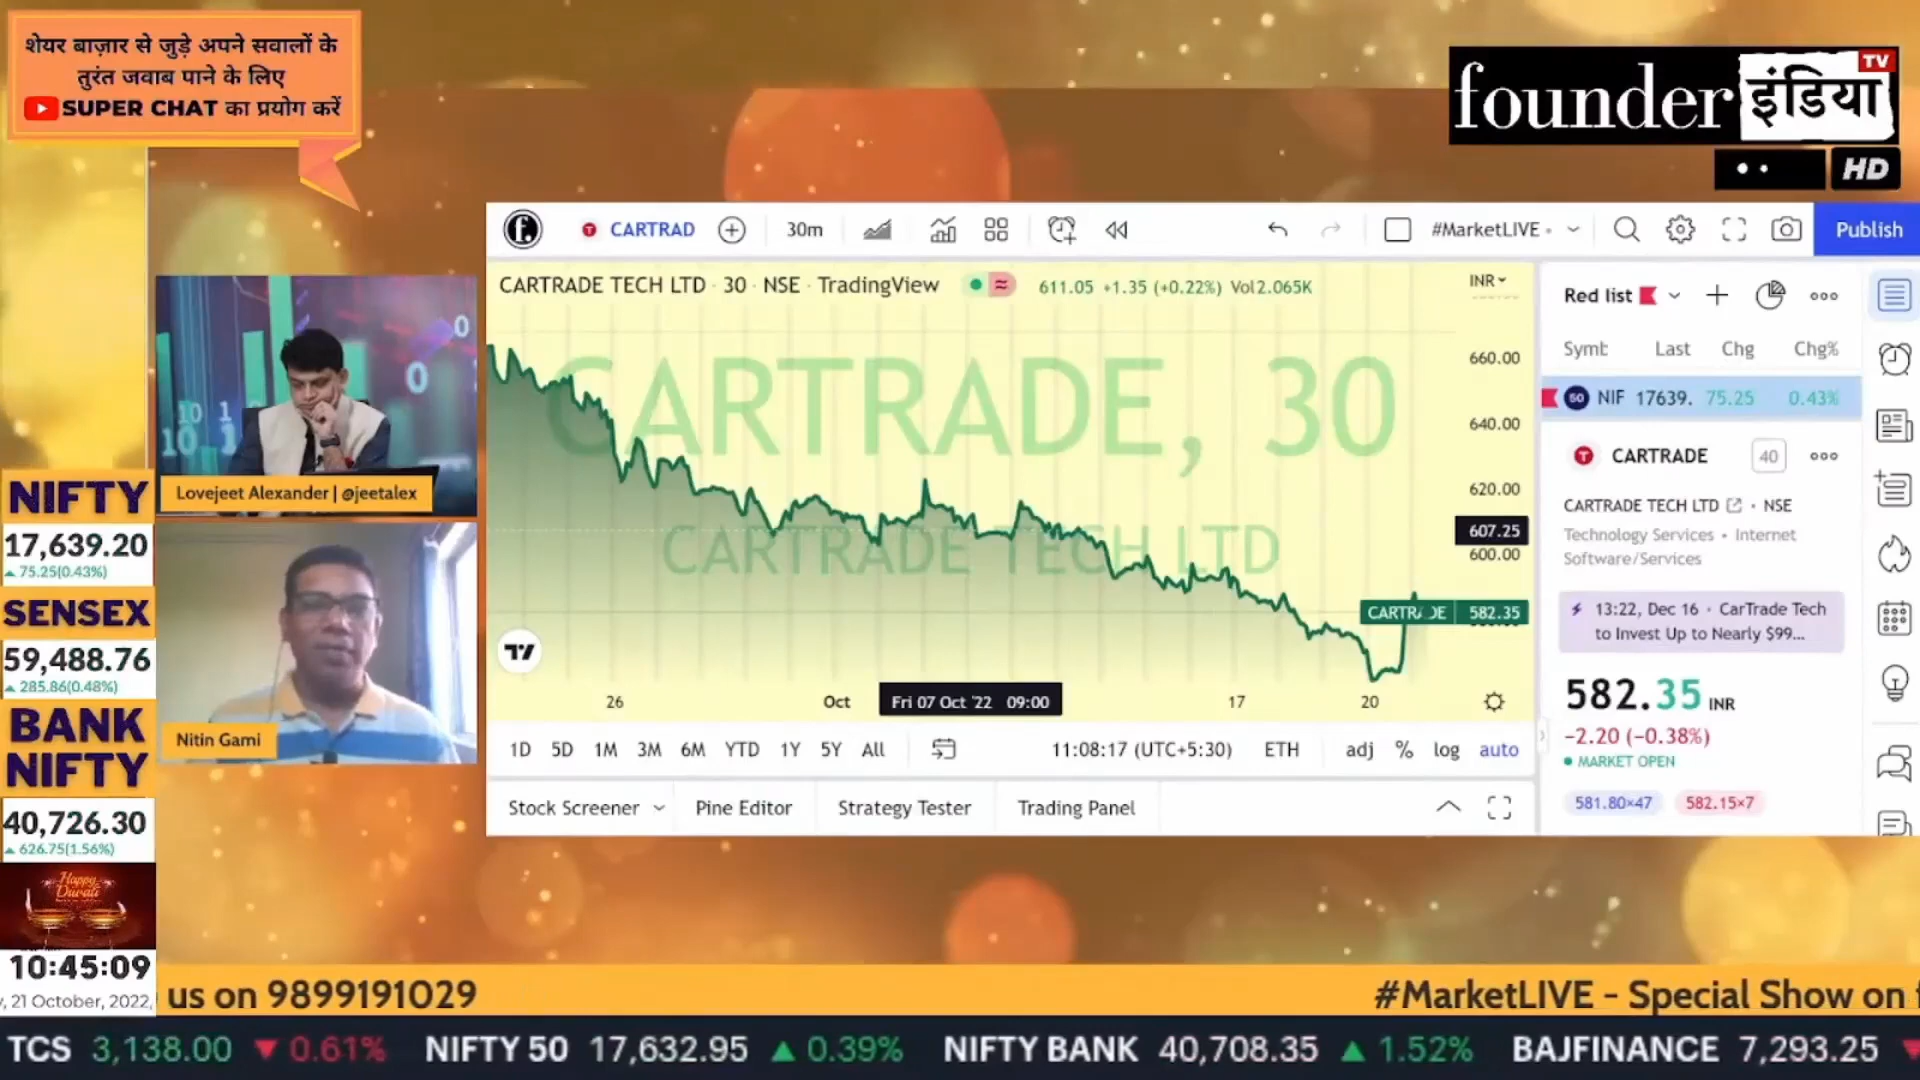 शेयर बाज़ार से जुड़े अपने सवालों के
तुरंत जवाब पाने के लिए
SUPER CHAT का प्रयोग करें
founder इंडिया TV
HD
CARTRAD
30m
#MarketLIVE
Publish
CARTRADE TECH LTD · 30 · NSE · TradingView
611.05 +1.35 (+0.22%) Vol2.065K
INR
CARTRADE, 30
CARTRADE TECH LTD
660.00
640.00
620.00
607.25
600.00
582.35
26
Oct
Fri 07 Oct '22 09:00
17
20
1D 5D 1M 3M 6M YTD 1Y 5Y All
11:08:17 (UTC+5:30) ETH adj % log auto
Stock Screener
Pine Editor
Strategy Tester
Trading Panel
Red list
Last Chg Chg%
50 NIF 17639. 75.25 0.43%
CARTRADE 40
CARTRADE TECH LTD · NSE
Technology Services • Internet
Software/Services
13:22, Dec 16 · CarTrade Tech
to Invest Up to Nearly $99...
582.35 INR
−2.20 (−0.38%)
MARKET OPEN
581.80×47 582.15×7
Lovejeet Alexander | @jeetalex
Nitin Gami
NIFTY
17,639.20
75.25(0.43%)
SENSEX
59,488.76
285.86(0.48%)
BANK
NIFTY
40,726.30
626.75(1.56%)
Happy
Diwali
10:45:09
, 21 October, 2022,
us on 9899191029
#MarketLIVE - Special Show on
TCS 3,138.00 ▼ 0.61% NIFTY 50 17,632.95 ▲ 0.39% NIFTY BANK 40,708.35 ▲ 1.52% BAJFINANCE 7,293.25